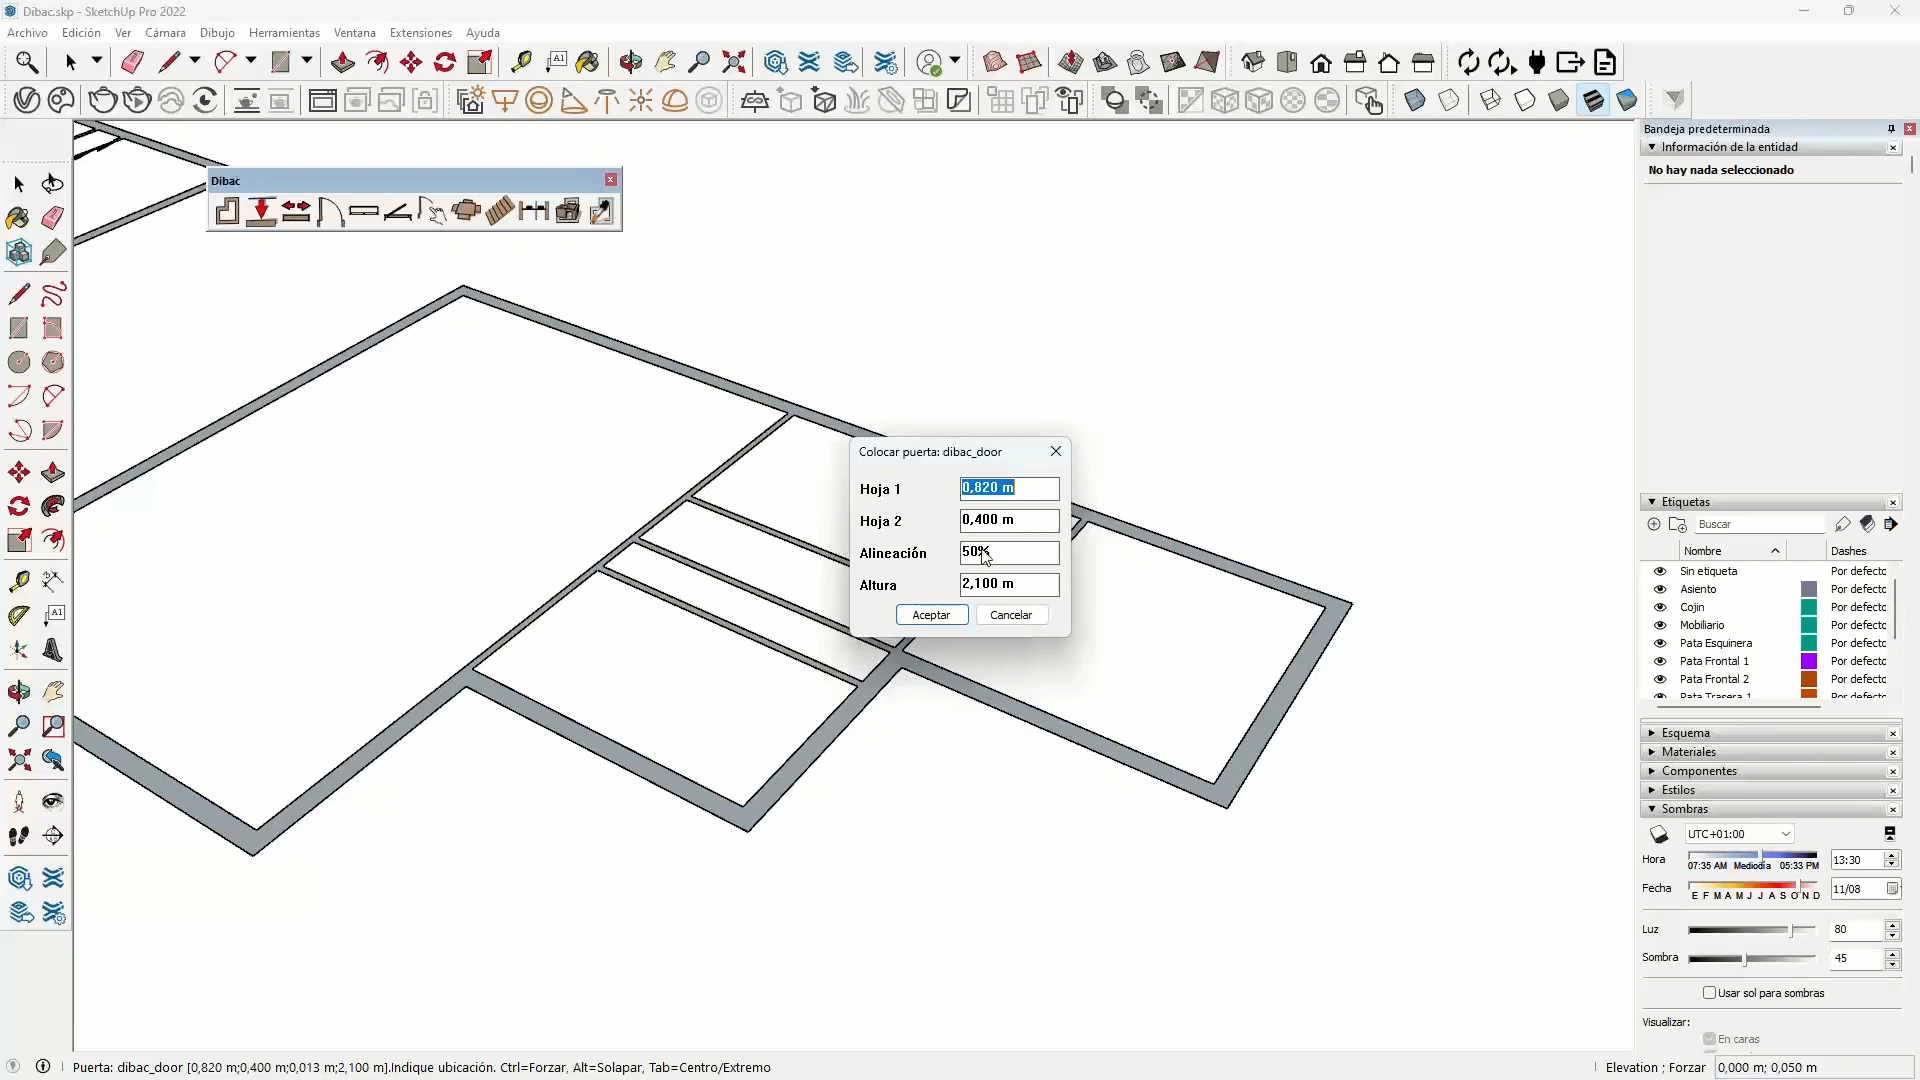 Dibac.skp - SketchUp Pro 2022
Archivo Edición Ver Cámara Dibujo Herramientas Ventana Extensiones Ayuda
Bandeja predeterminada
Información de la entidad
No hay nada seleccionado
Dibac
Colocar puerta: dibac_door
Hoja 1 0,820 m
Hoja 2 0,400 m
Alineación 50%
Altura 2,100 m
Aceptar Cancelar
Etiquetas
Buscar
Nombre Dashes
Sin etiqueta Por defecto
Asiento Por defecto
Cojin Por defecto
Mobiliario Por defecto
Pata Esquinera Por defecto
Pata Frontal 1 Por defecto
Pata Frontal 2 Por defecto
Pata Trasera 1 Por defecto
Esquema
Materiales
Componentes
Estilos
Sombras
UTC+01:00
Hora 07:35 AM Mediodía 05:33 PM 13:30
Fecha E F M A M J J A S O N D 11/08
Luz 80
Sombra 45
Usar sol para sombras
Visualizar:
En caras
Puerta: dibac_door [0,820 m;0,400 m;0,013 m;2,100 m].Indique ubicación. Ctrl=Forzar, Alt=Solapar, Tab=Centro/Extremo
Elevation ; Forzar 0,000 m; 0,050 m